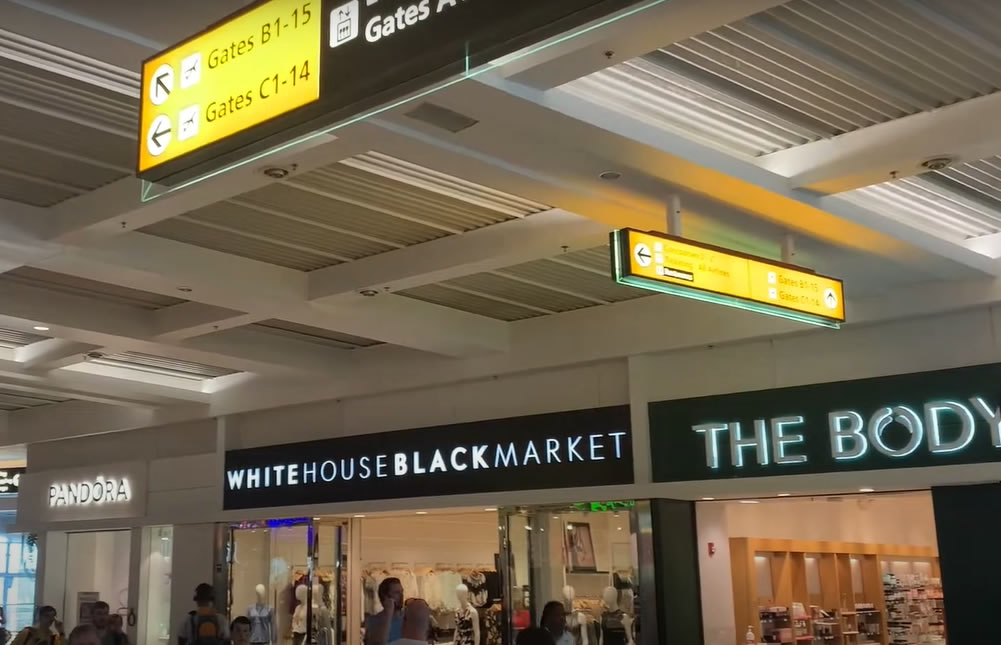 Gates B1-15
Gates C1-14
Gates A
Gates B1-15
Gates C1-14
PANDORA
WHITEHOUSEBLACKMARKET
THE BODY